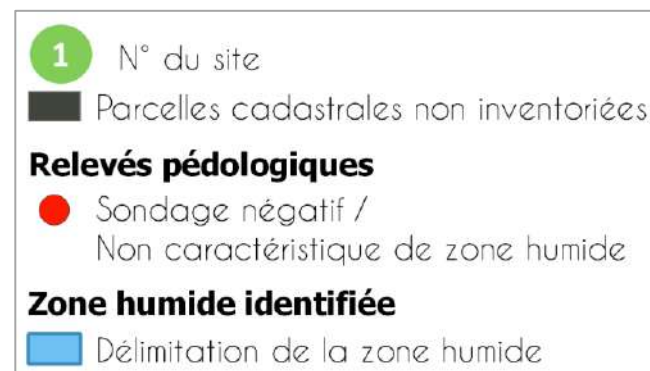 1 N° du site
Parcelles cadastrales non inventoriées
Relevés pédologiques
Sondage négatif /
Non caractéristique de zone humide
Zone humide identifiée
Délimitation de la zone humide